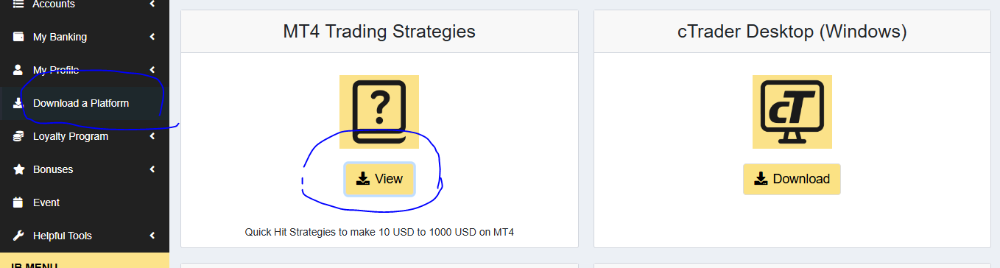 Accounts
My Banking
My Profile
Download a Platform
Loyalty Program
Bonuses
Event
Helpful Tools
IB MENU
MT4 Trading Strategies
?
View
Quick Hit Strategies to make 10 USD to 1000 USD on MT4
cTrader Desktop (Windows)
cT
Download